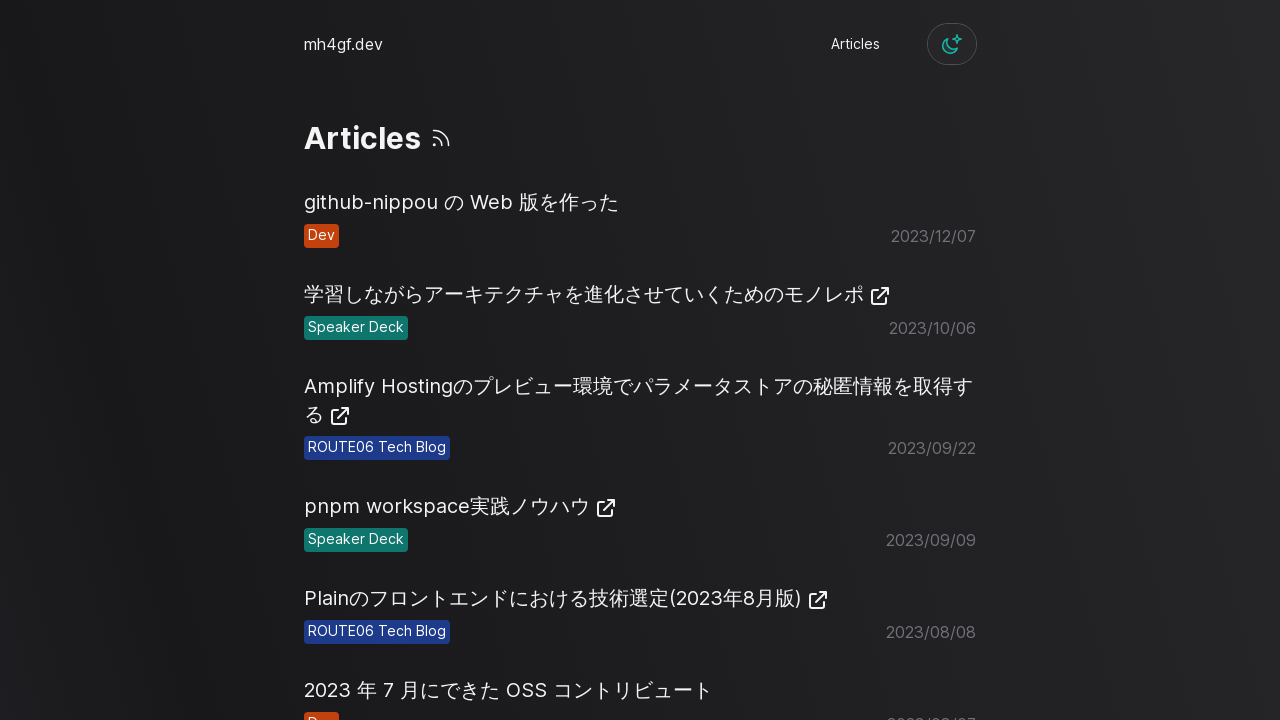 mh4gf.dev
Articles
Articles
github-nippou の Web 版を作った
Dev
2023/12/07
学習しながらアーキテクチャを進化させていくためのモノレポ
Speaker Deck
2023/10/06
Amplify Hostingのプレビュー環境でパラメータストアの秘匿情報を取得す
る
ROUTE06 Tech Blog
2023/09/22
pnpm workspace実践ノウハウ
Speaker Deck
2023/09/09
Plainのフロントエンドにおける技術選定(2023年8月版)
ROUTE06 Tech Blog
2023/08/08
2023 年 7 月にできた OSS コントリビュート
Dev